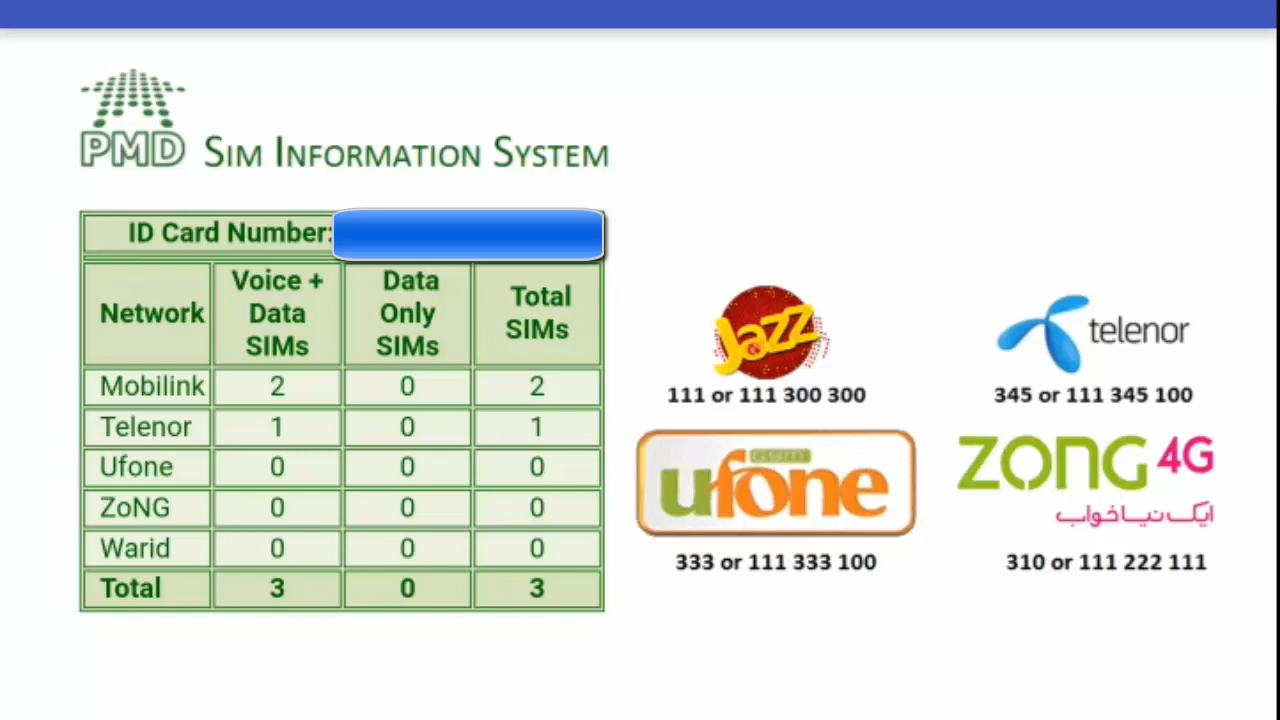 PMD SIM INFORMATION SYSTEM
ID Card Number:
Network Voice + Data SIMs Data Only SIMs Total SIMs
Mobilink 2 0 2
Telenor 1 0 1
Ufone 0 0 0
ZoNG 0 0 0
Warid 0 0 0
Total 3 0 3
Jazz
111 or 111 300 300
telenor
345 or 111 345 100
GSM
ufone
333 or 111 333 100
ZONG 4G
ایک نیا خواب
310 or 111 222 111